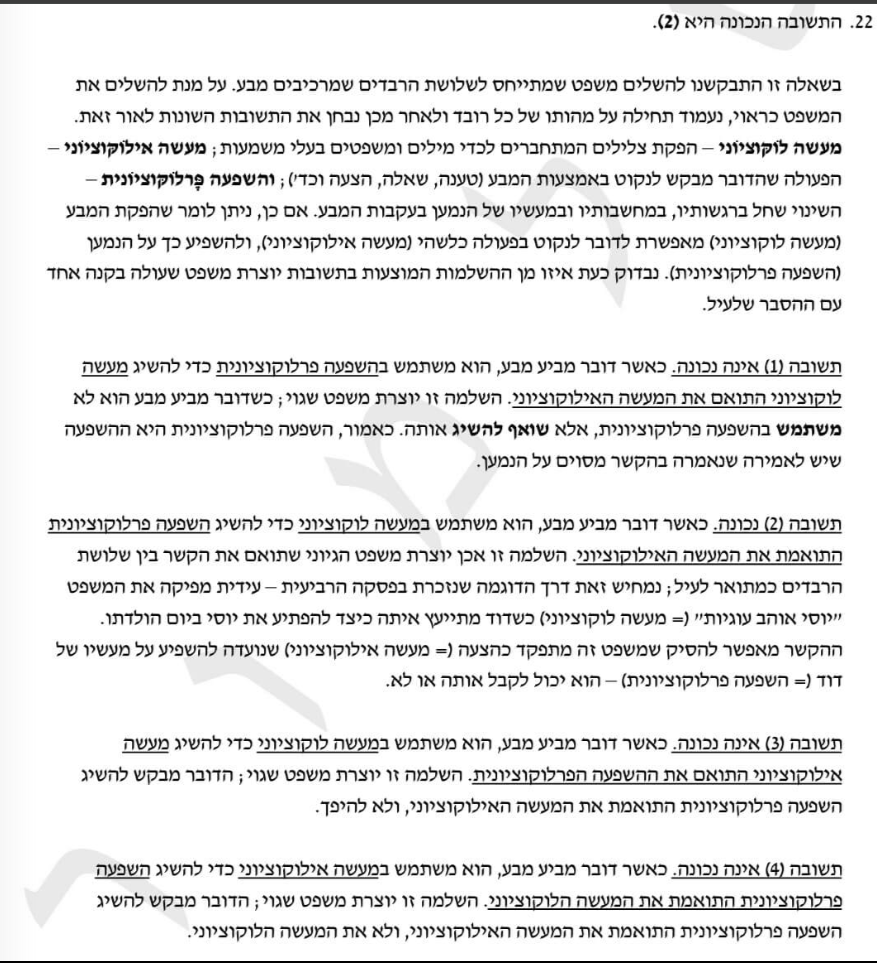 22. התשובה הנכונה היא (2).
בשאלה זו התבקשנו להשלים משפט שמתייחס לשלושת הרבדים שמרכיבים מבע. על מנת להשלים את
המשפט כראוי, נעמוד תחילה על מהותו של כל רובד ולאחר מכן נבחן את התשובות השונות לאור זאת.
מעשה לוֹקוּציוֹני – הפקת צלילים המתחברים לכדי מילים ומשפטים בעלי משמעות; מעשה אילוֹקוּציוֹני –
הפעולה שהדובר מבקש לנקוט באמצעות המבע (טענה, שאלה, הצעה וכדי); והשפעה פֶּרלוֹקוּציוֹנית –
השינוי שחל ברגשותיו, במחשבותיו ובמעשיו של הנמען בעקבות המבע. אם כן, ניתן לומר שהפקת המבע
(מעשה לוקוציוני) מאפשרת לדובר לנקוט בפעולה כלשהי (מעשה אילוקוציוני), ולהשפיע כך על הנמען
(השפעה פרלוקוציונית). נבדוק כעת איזו מן ההשלמות המוצעות בתשובות יוצרת משפט שעולה בקנה אחד
עם ההסבר שלעיל.
תשובה (1) אינה נכונה. כאשר דובר מביע מבע, הוא משתמש בהשפעה פרלוקוציונית כדי להשיג מעשה
לוקוציוני התואם את המעשה האילוקוציוני. השלמה זו יוצרת משפט שגוי; כשדובר מביע מבע הוא לא
משתמש בהשפעה פרלוקוציונית, אלא שואף להשיג אותה. כאמור, השפעה פרלוקוציונית היא ההשפעה
שיש לאמירה שנאמרה בהקשר מסוים על הנמען.
תשובה (2) נכונה. כאשר דובר מביע מבע, הוא משתמש במעשה לוקוציוני כדי להשיג השפעה פרלוקוציונית
התואמת את המעשה האילוקוציוני. השלמה זו אכן יוצרת משפט הגיוני שתואם את הקשר בין שלושת
הרבדים כמתואר לעיל; נמחיש זאת דרך הדוגמה שנזכרת בפסקה הרביעית – עידית מפיקה את המשפט
"יוסי אוהב עוגיות" (= מעשה לוקוציוני) כשדוד מתייעץ איתה כיצד להפתיע את יוסי ביום הולדתו.
ההקשר מאפשר להסיק שמשפט זה מתפקד כהצעה (= מעשה אילוקוציוני) שנועדה להשפיע על מעשיו של
דוד (= השפעה פרלוקוציונית) – הוא יכול לקבל אותה או לא.
תשובה (3) אינה נכונה. כאשר דובר מביע מבע, הוא משתמש במעשה לוקוציוני כדי להשיג מעשה
אילוקוציוני התואם את ההשפעה הפרלוקוציונית. השלמה זו יוצרת משפט שגוי; הדובר מבקש להשיג
השפעה פרלוקוציונית התואמת את המעשה האילוקוציוני, ולא להיפך.
תשובה (4) אינה נכונה. כאשר דובר מביע מבע, הוא משתמש במעשה אילוקוציוני כדי להשיג השפעה
פרלוקוציונית התואמת את המעשה הלוקוציוני. השלמה זו יוצרת משפט שגוי; הדובר מבקש להשיג
השפעה פרלוקוציונית התואמת את המעשה האילוקוציוני, ולא את המעשה הלוקוציוני.